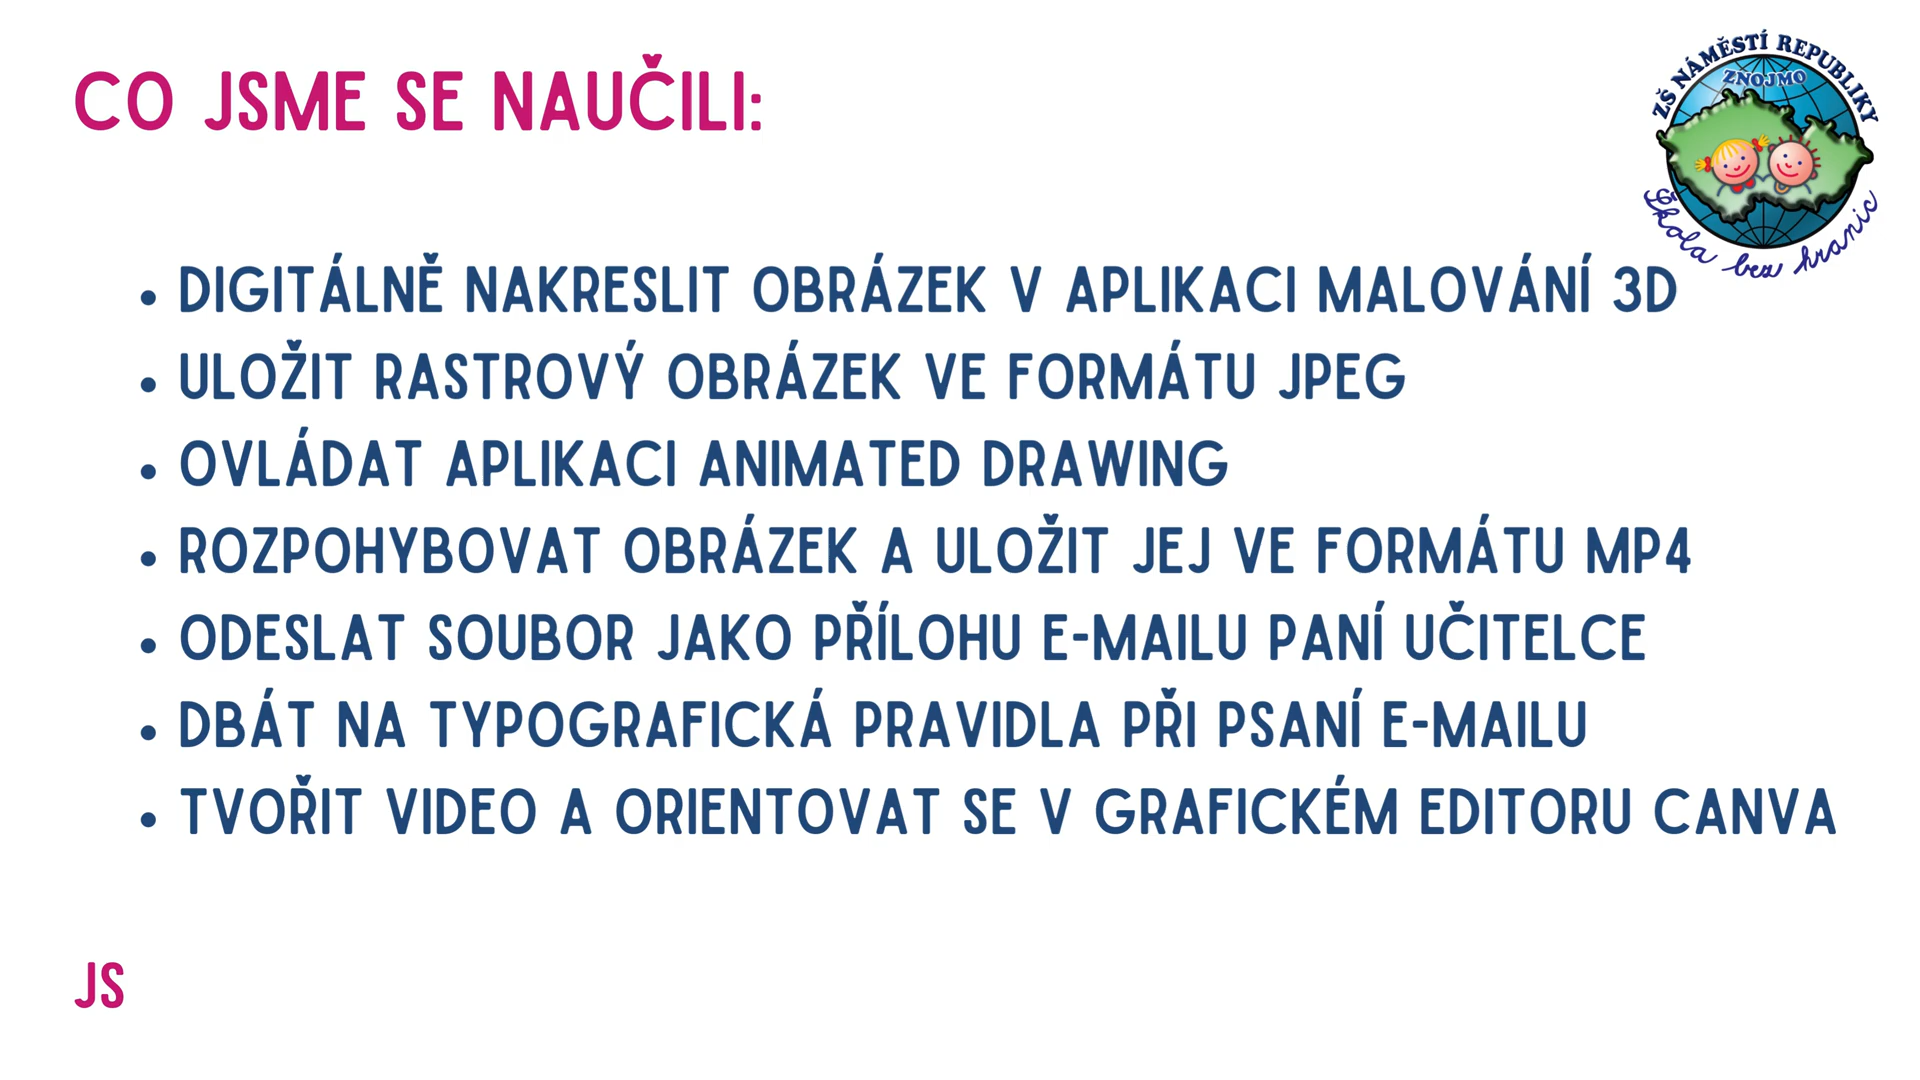 CO JSME SE NAUČILI:
ZŠ NÁMĚSTÍ REPUBLIKY
ZNOJMO
Škola bez hranic
• DIGITÁLNĚ NAKRESLIT OBRÁZEK V APLIKACI MALOVÁNÍ 3D
• ULOŽIT RASTROVÝ OBRÁZEK VE FORMÁTU JPEG
• OVLÁDAT APLIKACI ANIMATED DRAWING
• ROZPOHYBOVAT OBRÁZEK A ULOŽIT JEJ VE FORMÁTU MP4
• ODESLAT SOUBOR JAKO PŘÍLOHU E-MAILU PANÍ UČITELCE
• DBÁT NA TYPOGRAFICKÁ PRAVIDLA PŘI PSANÍ E-MAILU
• TVOŘIT VIDEO A ORIENTOVAT SE V GRAFICKÉM EDITORU CANVA
JS